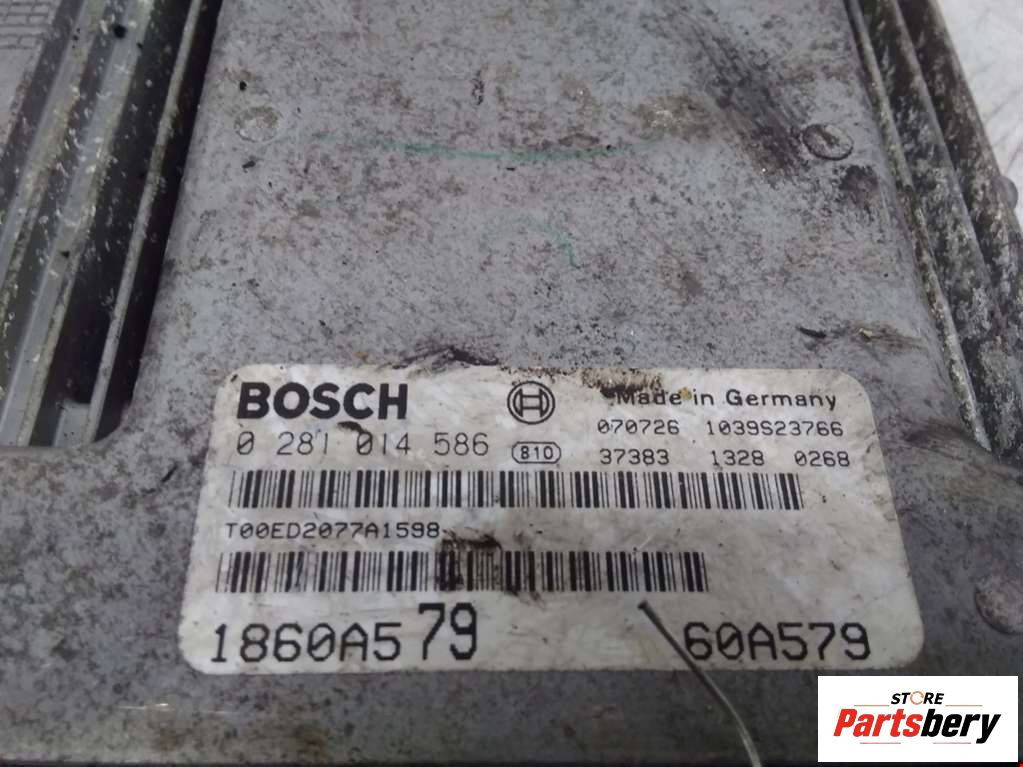 BOSCH Made in Germany
070726 1039S23766
0 281 014 586 810 37383 1328 0268
T00ED2077A1598
1860A579 60A579
STORE
Partsbery